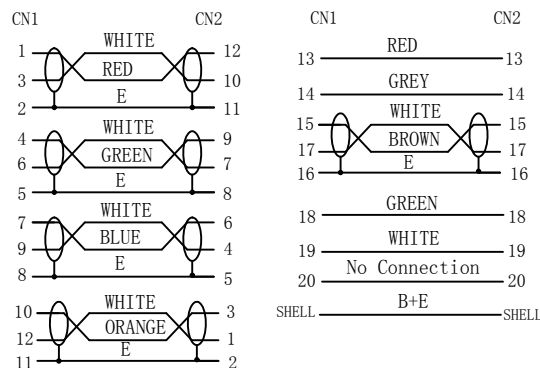 CN1 CN2
1 WHITE 12
3 RED 10
2 E 11
4 WHITE 9
6 GREEN 7
5 E 8
7 WHITE 6
9 BLUE 4
8 E 5
10 WHITE 3
12 ORANGE 1
11 E 2
CN1 CN2
13 RED 13
14 GREY 14
15 WHITE 15
17 BROWN 17
16 E 16
18 GREEN 18
19 WHITE 19
20 No Connection 20
SHELL B+E SHELL